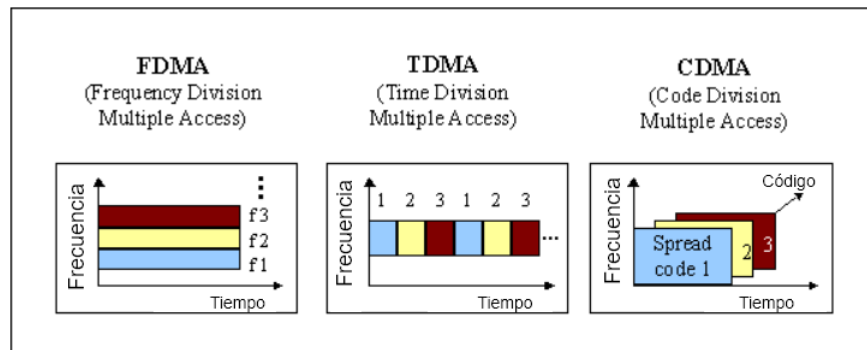 FDMA
(Frequency Division
Multiple Access)
Frecuencia
⋮
f3
f2
f1
Tiempo
TDMA
(Time Division
Multiple Access)
Frecuencia
1 2 3 1 2 3
...
Tiempo
CDMA
(Code Division
Multiple Access)
Código
Frecuencia
Spread
code 1
2
3
Tiempo